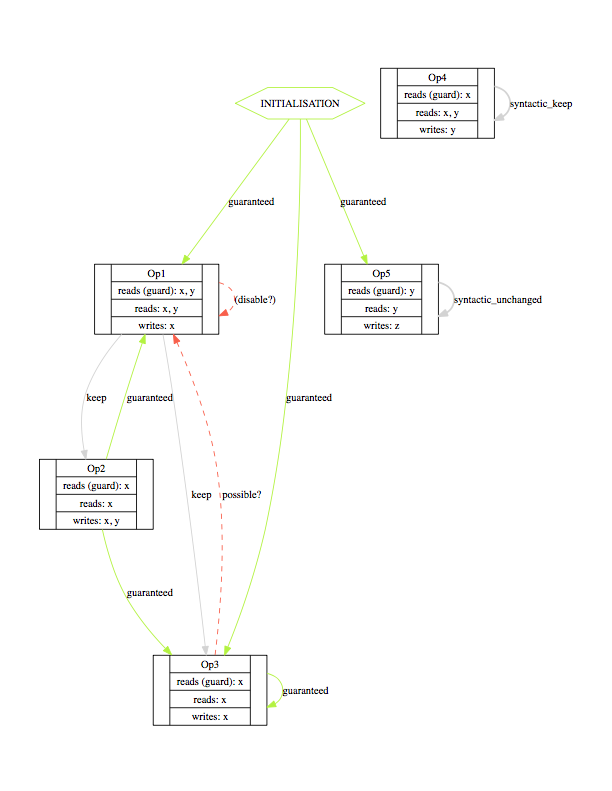 Op4
reads (guard): x
reads: x, y
writes: y
syntactic_keep
INITIALISATION
guaranteed
guaranteed
Op1
reads (guard): x, y
reads: x, y
writes: x
(disable?)
Op5
reads (guard): y
reads: y
writes: z
syntactic_unchanged
keep
guaranteed
guaranteed
Op2
reads (guard): x
reads: x
writes: x, y
keep
possible?
guaranteed
Op3
reads (guard): x
reads: x
writes: x
guaranteed